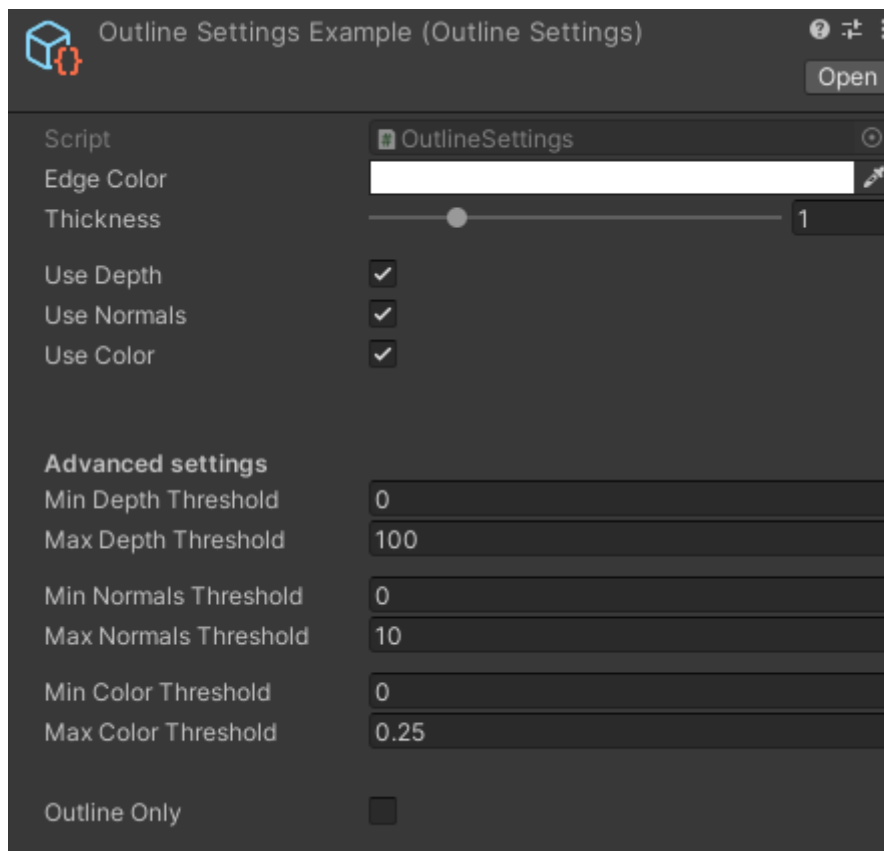 Outline Settings Example (Outline Settings)
Open
Script OutlineSettings
Edge Color
Thickness 1
Use Depth
Use Normals
Use Color
Advanced settings
Min Depth Threshold 0
Max Depth Threshold 100
Min Normals Threshold 0
Max Normals Threshold 10
Min Color Threshold 0
Max Color Threshold 0.25
Outline Only